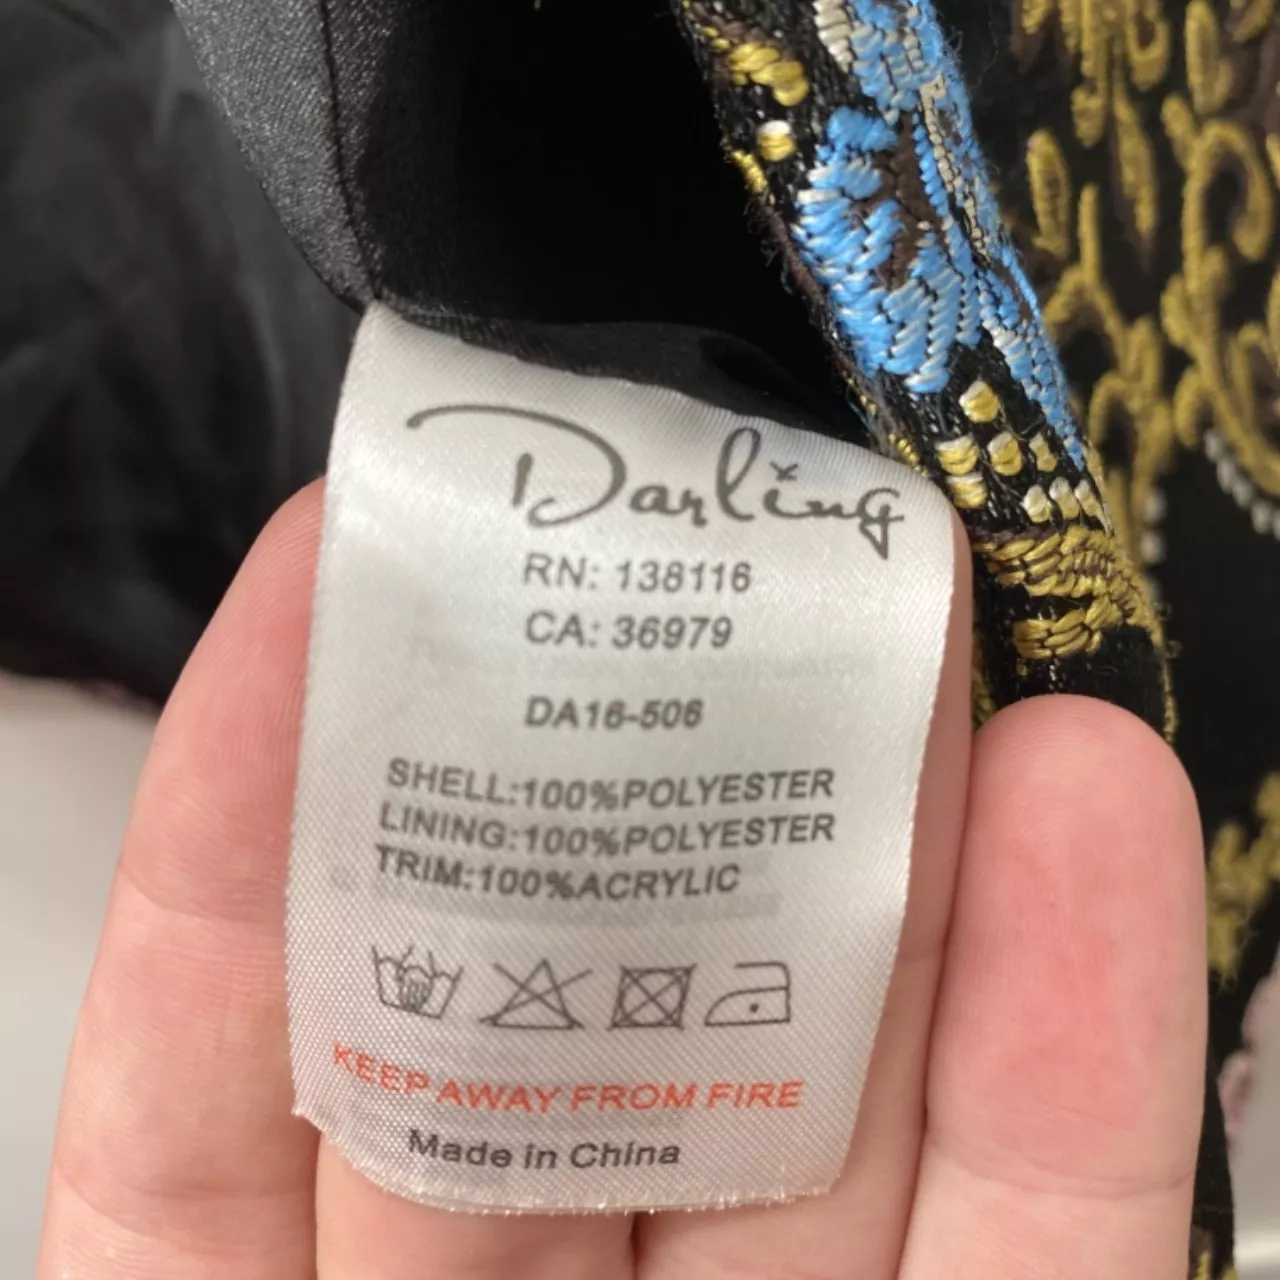 Darling
RN: 138116
CA: 36979
DA16-506
SHELL:100%POLYESTER
LINING:100%POLYESTER
TRIM:100%ACRYLIC
KEEP AWAY FROM FIRE
Made in China